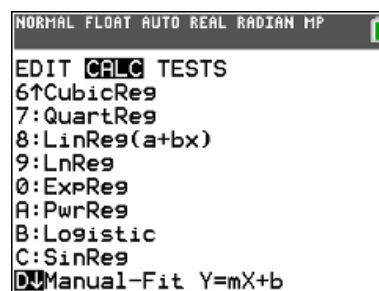 NORMAL FLOAT AUTO REAL RADIAN MP
EDIT CALC TESTS
6↑CubicReg
7:QuartReg
8:LinReg(a+bx)
9:LnReg
0:ExpReg
A:PwrReg
B:Logistic
C:SinReg
D↓Manual-Fit Y=mX+b